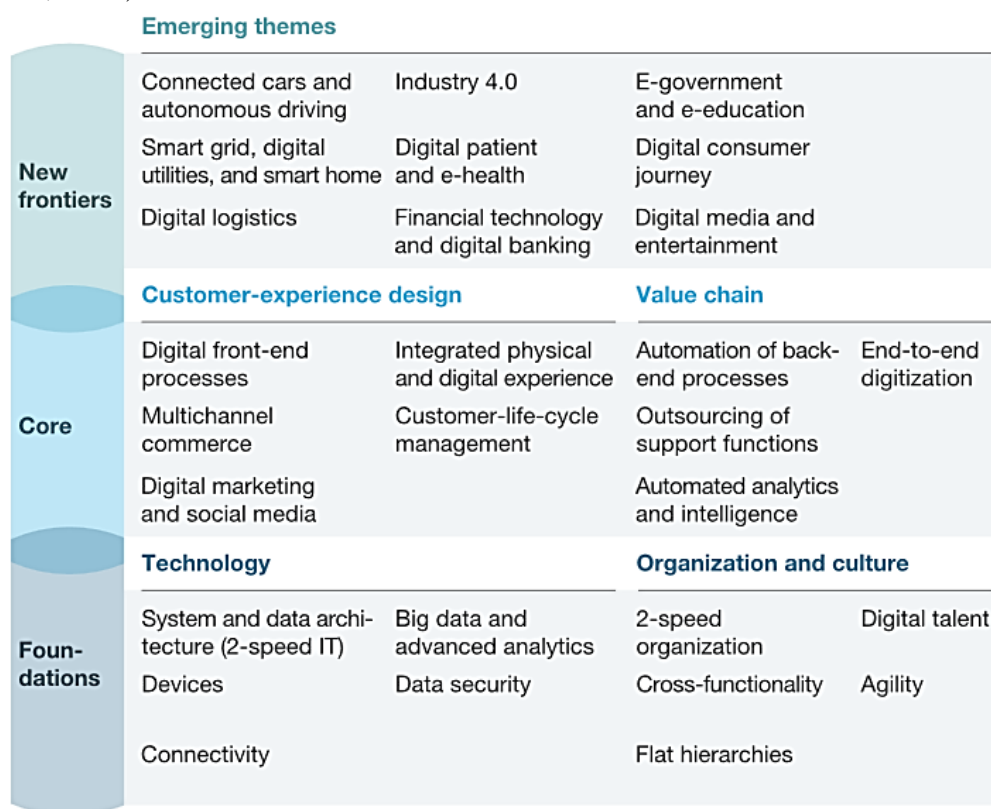 Emerging themes
New
frontiers
Connected cars and
autonomous driving
Industry 4.0
E-government
and e-education
Smart grid, digital
utilities, and smart home
Digital patient
and e-health
Digital consumer
journey
Digital logistics
Financial technology
and digital banking
Digital media and
entertainment
Core
Customer-experience design
Digital front-end
processes
Integrated physical
and digital experience
Multichannel
commerce
Customer-life-cycle
management
Digital marketing
and social media
Value chain
Automation of back-
end processes
End-to-end
digitization
Outsourcing of
support functions
Automated analytics
and intelligence
Foun-
dations
Technology
System and data archi-
tecture (2-speed IT)
Big data and
advanced analytics
Devices
Data security
Connectivity
Organization and culture
2-speed
organization
Digital talent
Cross-functionality
Agility
Flat hierarchies